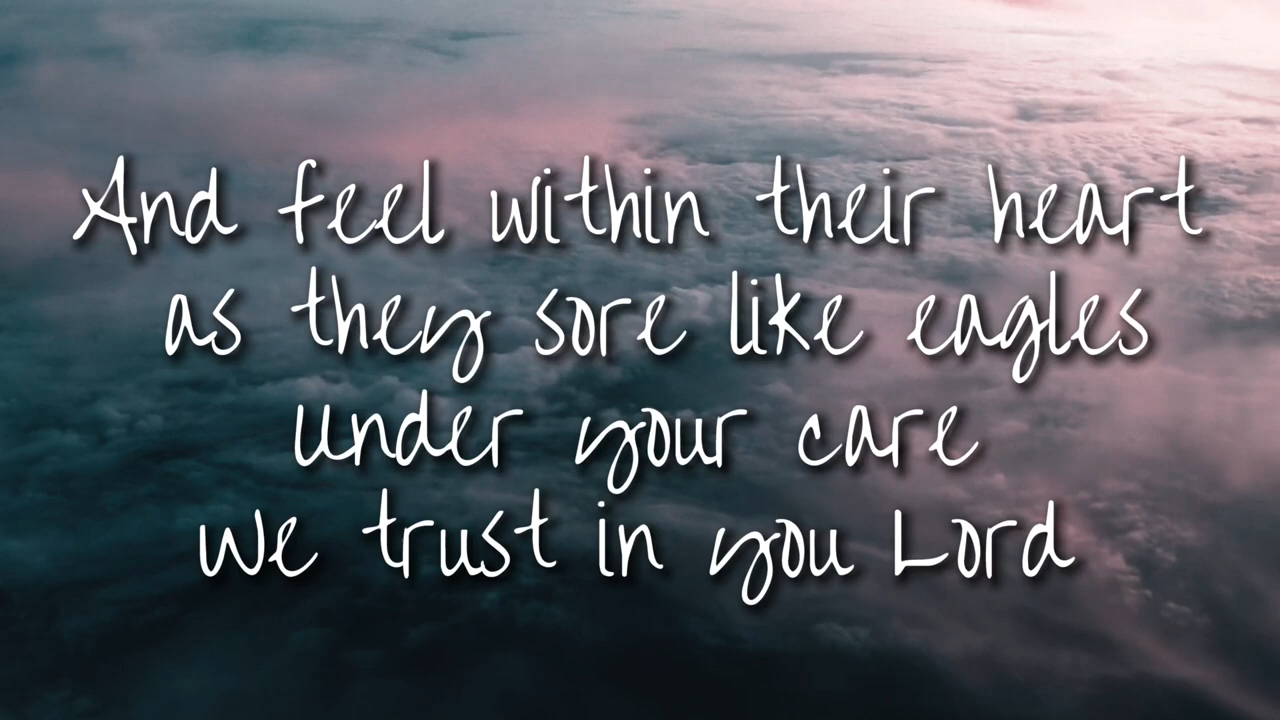 And feel within their heart
as they sore like eagles
under your care
We trust in you Lord